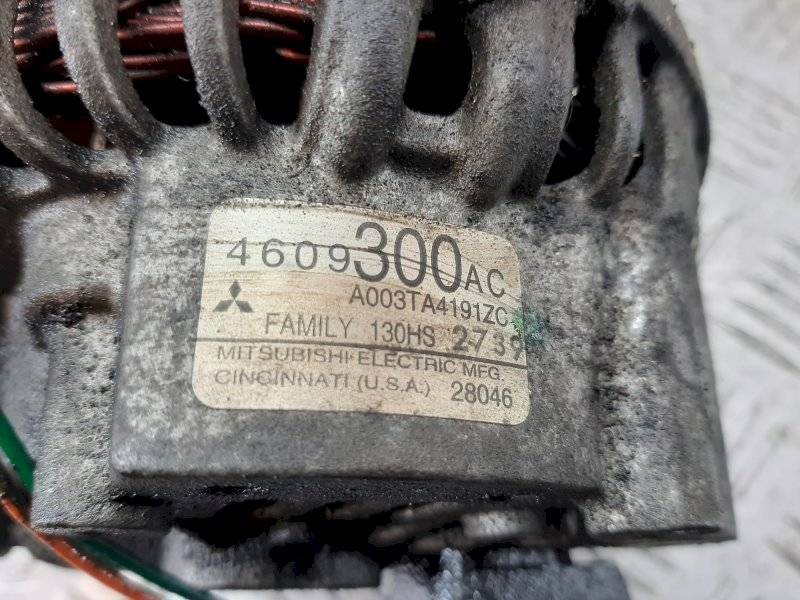 4609300AC
A003TA4191ZC
FAMILY 130HS 2739
MITSUBISHI ELECTRIC MFG.
CINCINNATI (U.S.A.) 28046